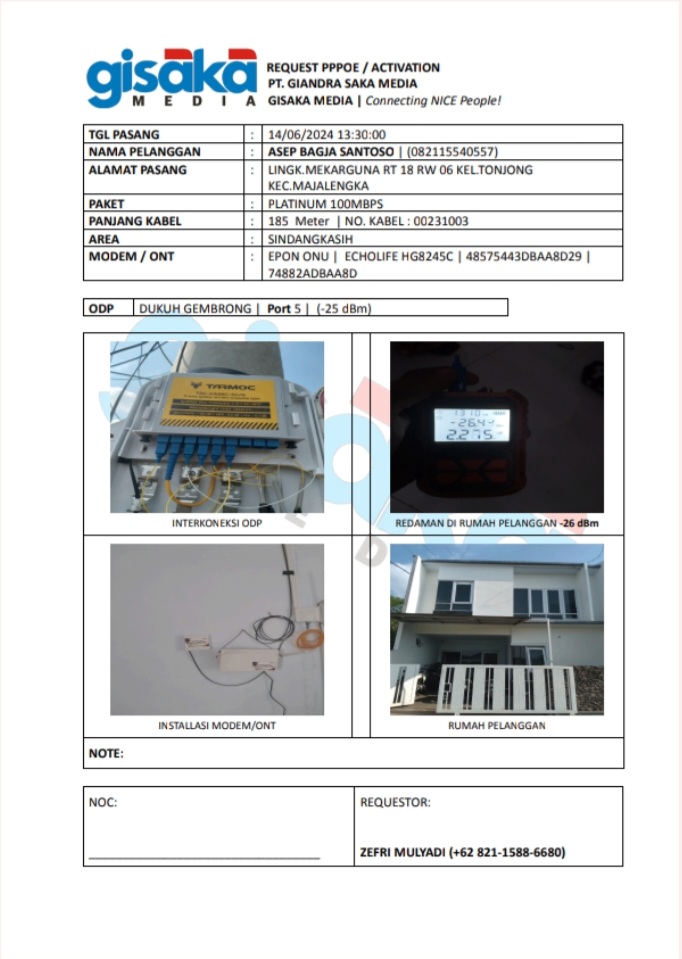 gisaka
MEDIA
REQUEST PPPOE / ACTIVATION
PT. GIANDRA SAKA MEDIA
GISAKA MEDIA | Connecting NICE People!
TGL PASANG : 14/06/2024 13:30:00
NAMA PELANGGAN : ASEP BAGJA SANTOSO | (082115540557)
ALAMAT PASANG : LINGK.MEKARGUNA RT 18 RW 06 KEL.TONJONG
KEC.MAJALENGKA
PAKET : PLATINUM 100MBPS
PANJANG KABEL : 185 Meter | NO. KABEL : 00231003
AREA : SINDANGKASIH
MODEM / ONT : EPON ONU | ECHOLIFE HG8245C | 48575443DBAA8D29 |
74882ADBAA8D
ODP DUKUH GEMBRONG | Port 5 | (-25 dBm)
TARMOC
1310
-26.44
2.275
INTERKONEKSI ODP
REDAMAN DI RUMAH PELANGGAN -26 dBm
INSTALLASI MODEM/ONT
RUMAH PELANGGAN
NOTE:
NOC:
REQUESTOR:
ZEFRI MULYADI (+62 821-1588-6680)